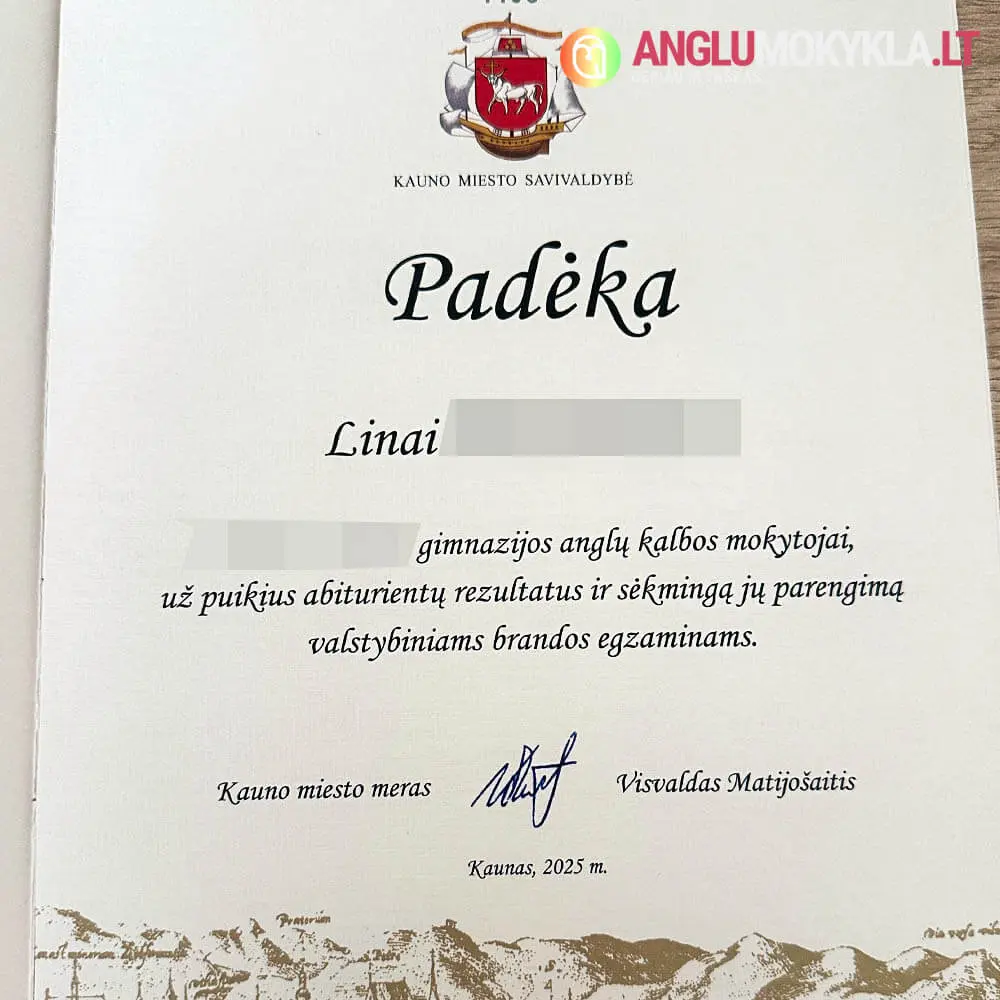 ANGLUMOKYKLA.LT
KAUNO MIESTO SAVIVALDYBĖ
Padėka
Linai
gimnazijos anglų kalbos mokytojai,
už puikius abiturientų rezultatus ir sėkmingą jų parengimą
valstybiniams brandos egzaminams.
Kauno miesto meras
Visvaldas Matijošaitis
Kaunas, 2025 m.
Pretorium